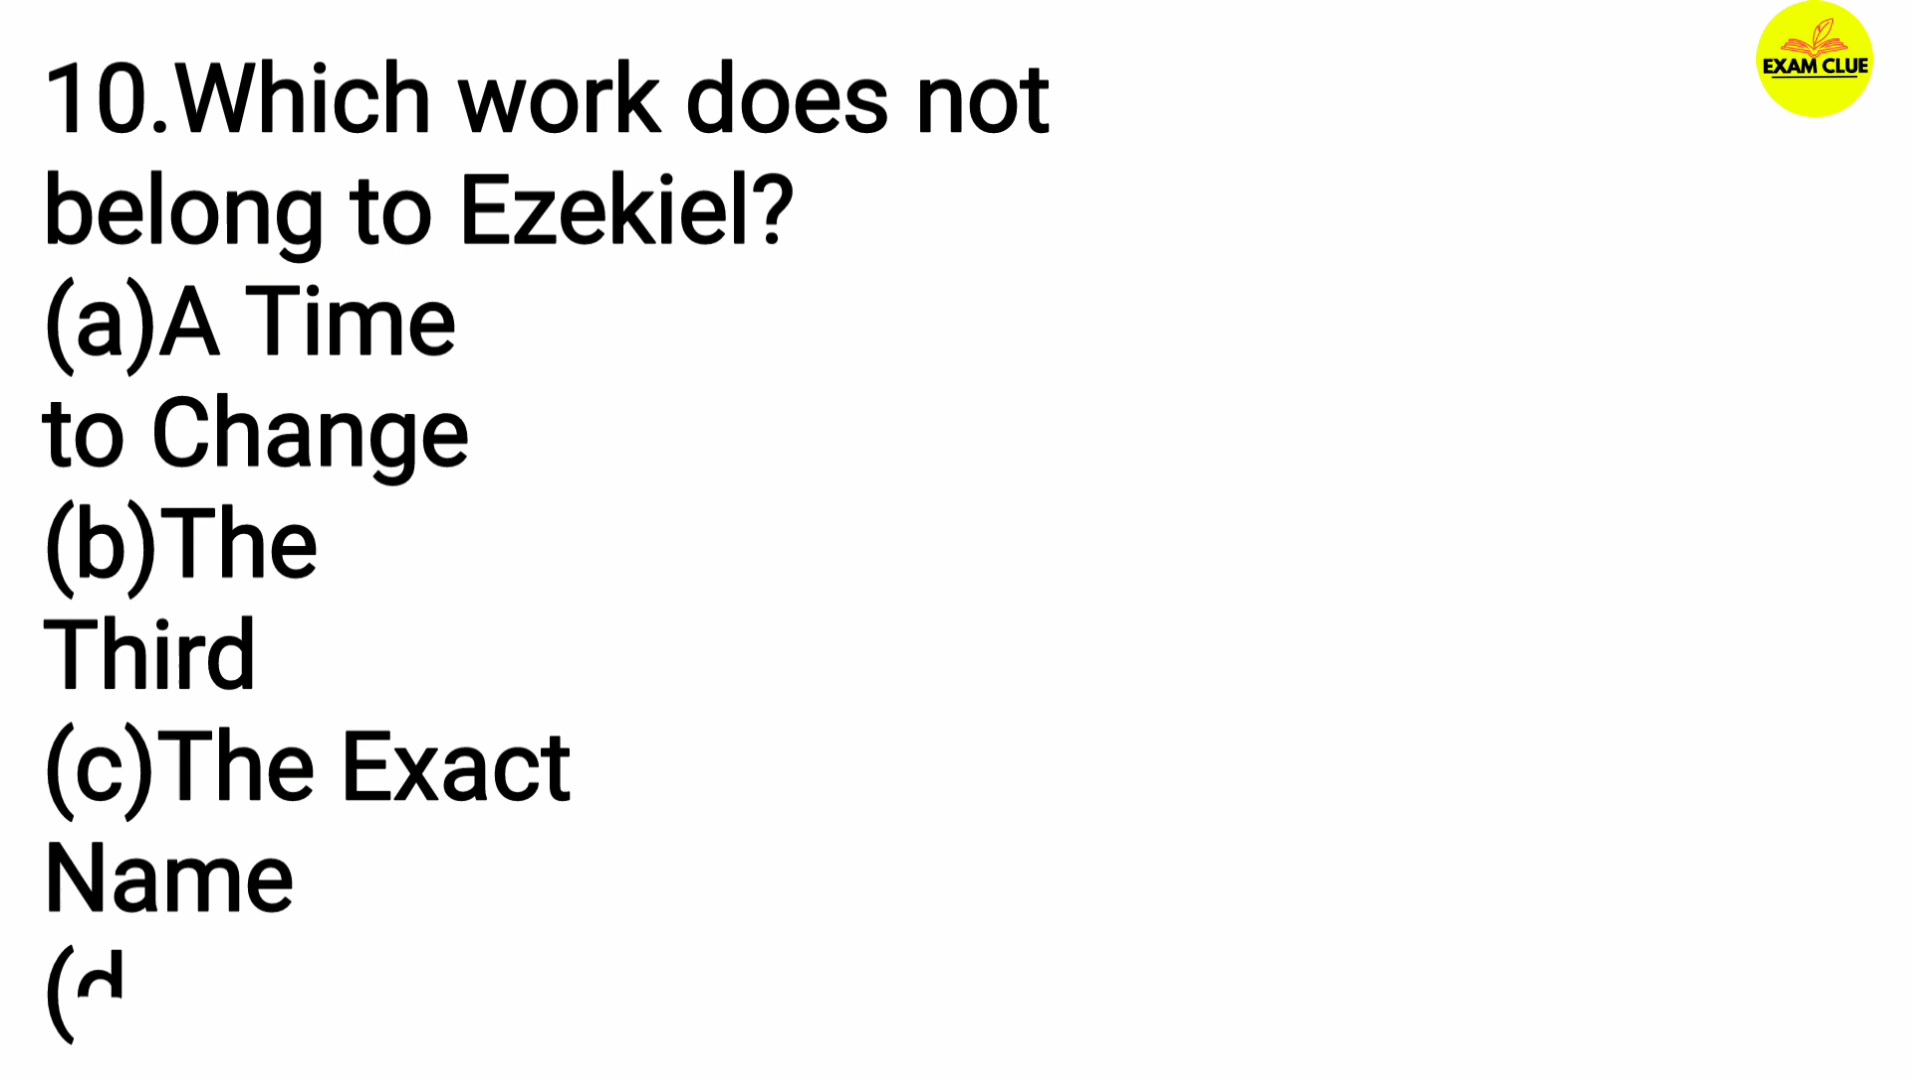 10.Which work does not
belong to Ezekiel?
(a)A Time
to Change
(b)The
Third
(c)The Exact
Name
(d
EXAM CLUE